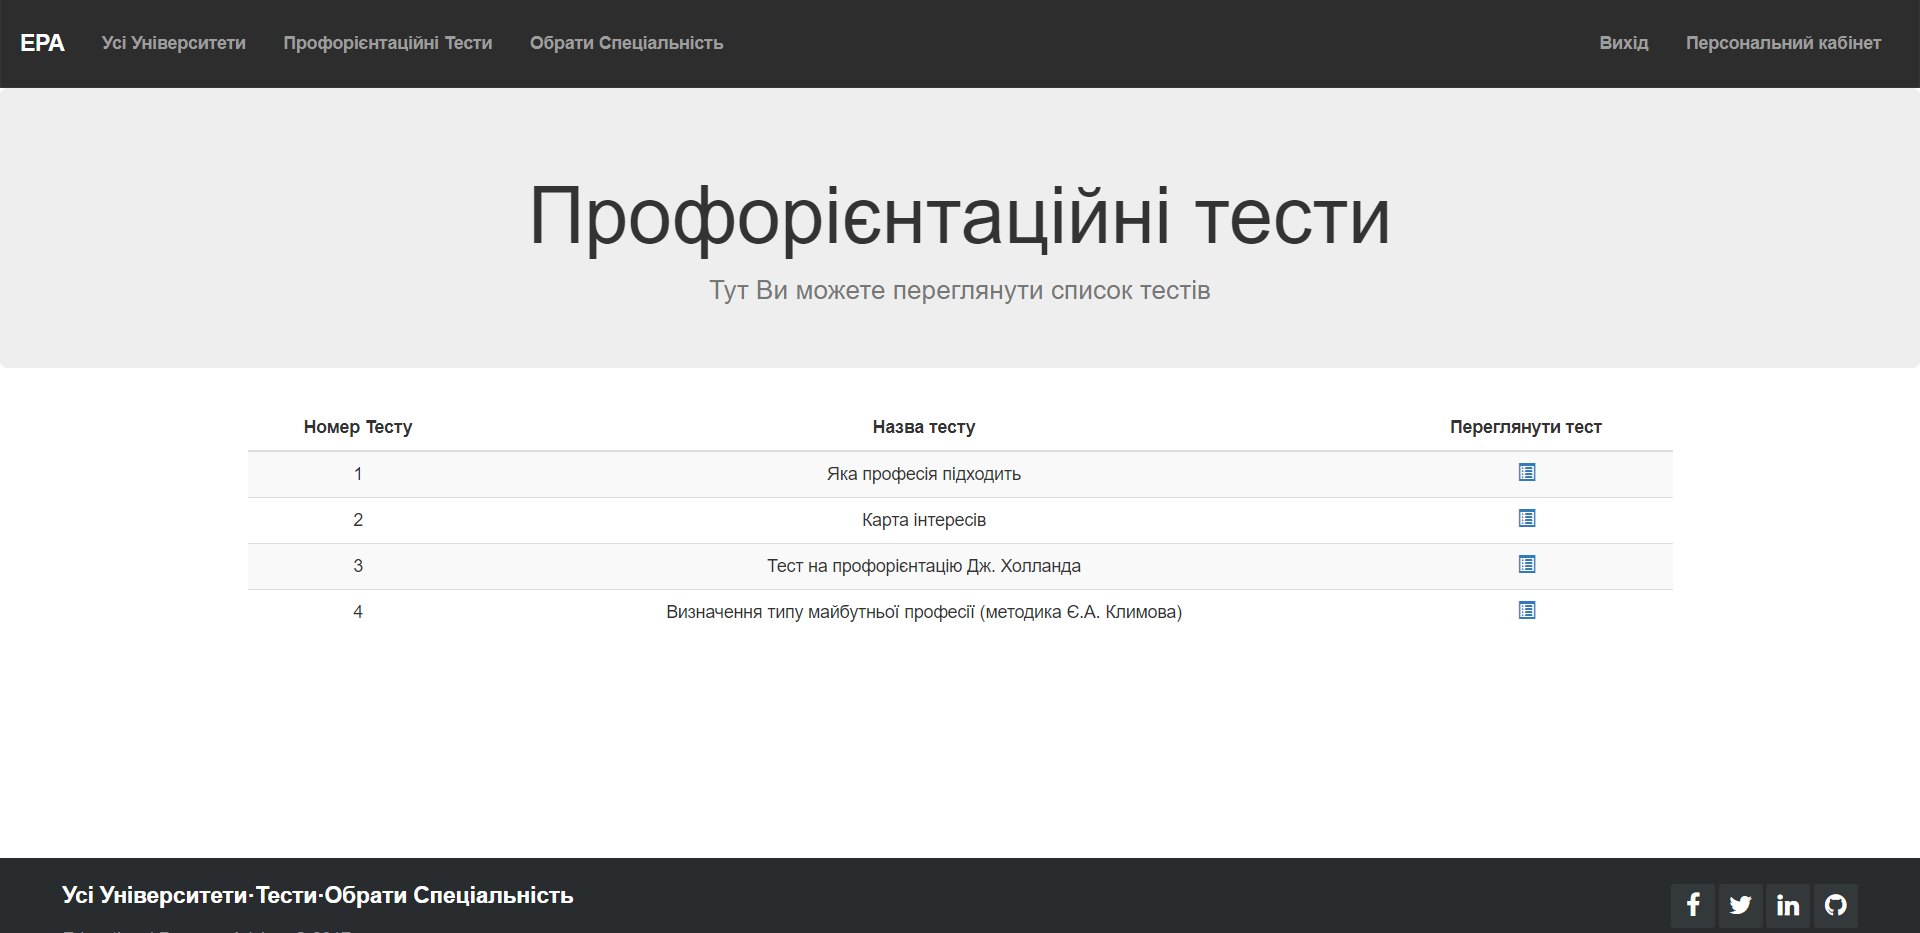 EPA Усі Університети Профорієнтаційні Тести Обрати Спеціальність Вихід Персональний кабінет
Профорієнтаційні тести
Тут Ви можете переглянути список тестів
Номер Тесту Назва тесту Переглянути тест
1 Яка професія підходить
2 Карта інтересів
3 Тест на профорієнтацію Дж. Холланда
4 Визначення типу майбутньої професії (методика Є.А. Климова)
Усі Університети·Тести·Обрати Спеціальність